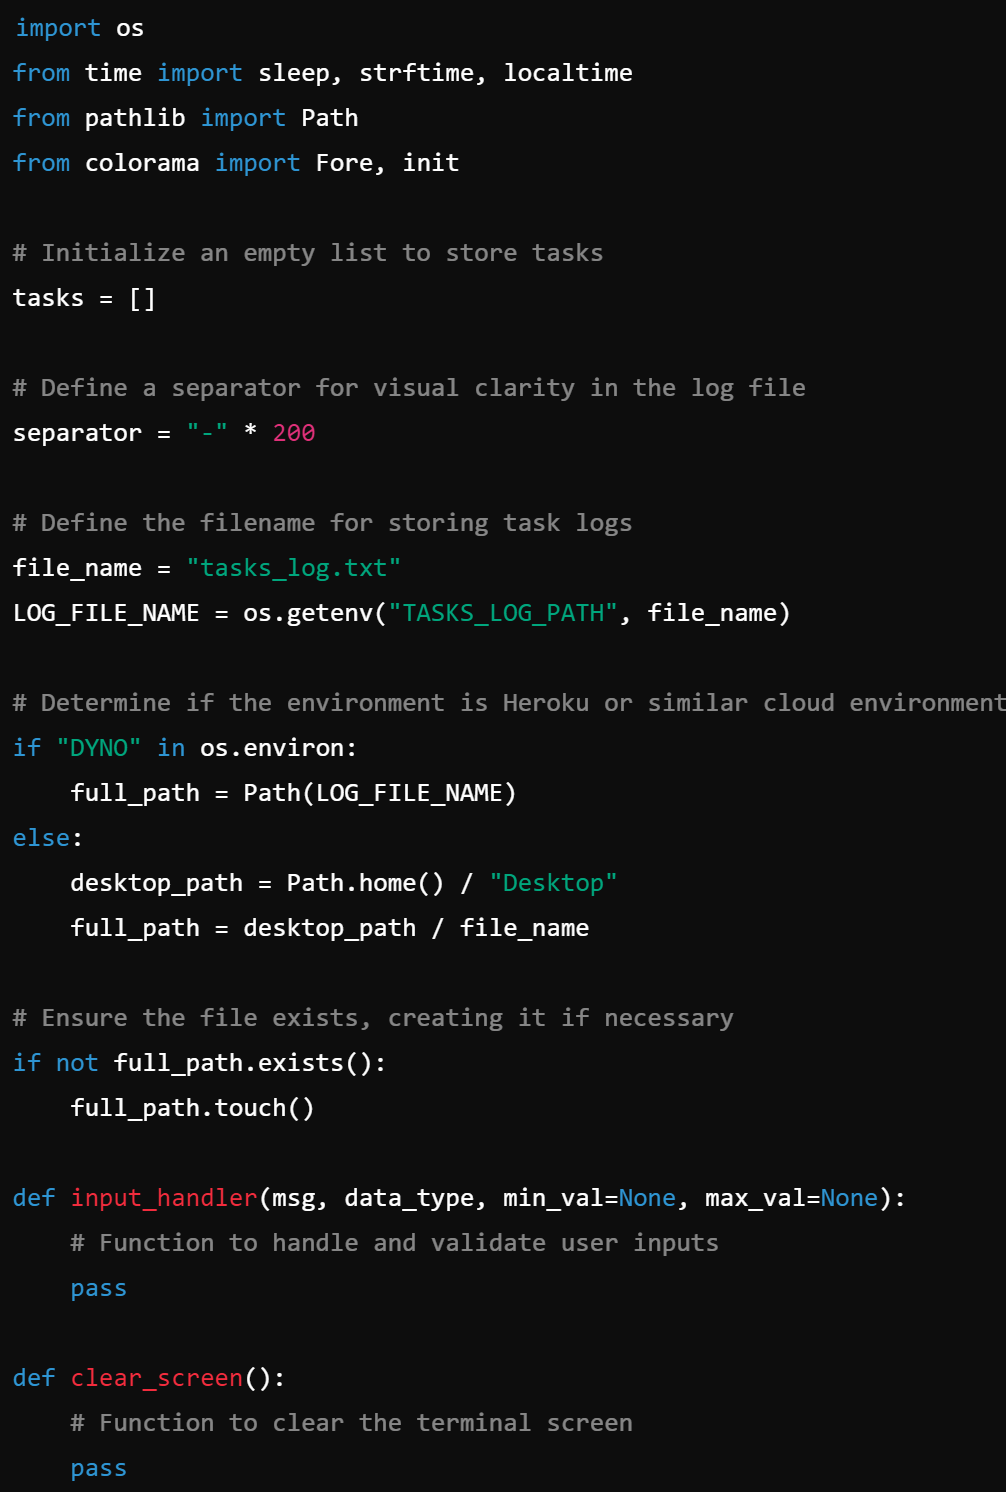 import os
from time import sleep, strftime, localtime
from pathlib import Path
from colorama import Fore, init
# Initialize an empty list to store tasks
tasks = []
# Define a separator for visual clarity in the log file
separator = "-" * 200
# Define the filename for storing task logs
file_name = "tasks_log.txt"
LOG_FILE_NAME = os.getenv("TASKS_LOG_PATH", file_name)
# Determine if the environment is Heroku or similar cloud environment
if "DYNO" in os.environ:
    full_path = Path(LOG_FILE_NAME)
else:
    desktop_path = Path.home() / "Desktop"
    full_path = desktop_path / file_name
# Ensure the file exists, creating it if necessary
if not full_path.exists():
    full_path.touch()
def input_handler(msg, data_type, min_val=None, max_val=None):
    # Function to handle and validate user inputs
    pass
def clear_screen():
    # Function to clear the terminal screen
    pass